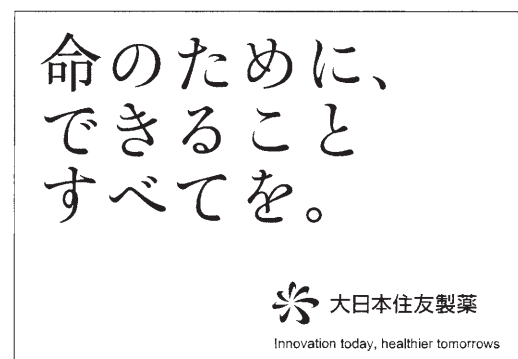 命のために、
できること
すべてを。
大日本住友製薬
Innovation today, healthier tomorrows